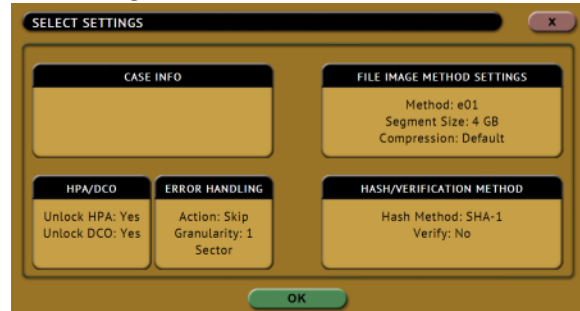 SELECT SETTINGS
X
CASE INFO
FILE IMAGE METHOD SETTINGS
Method: e01
Segment Size: 4 GB
Compression: Default
HPA/DCO
Unlock HPA: Yes
Unlock DCO: Yes
ERROR HANDLING
Action: Skip
Granularity: 1
Sector
HASH/VERIFICATION METHOD
Hash Method: SHA-1
Verify: No
OK